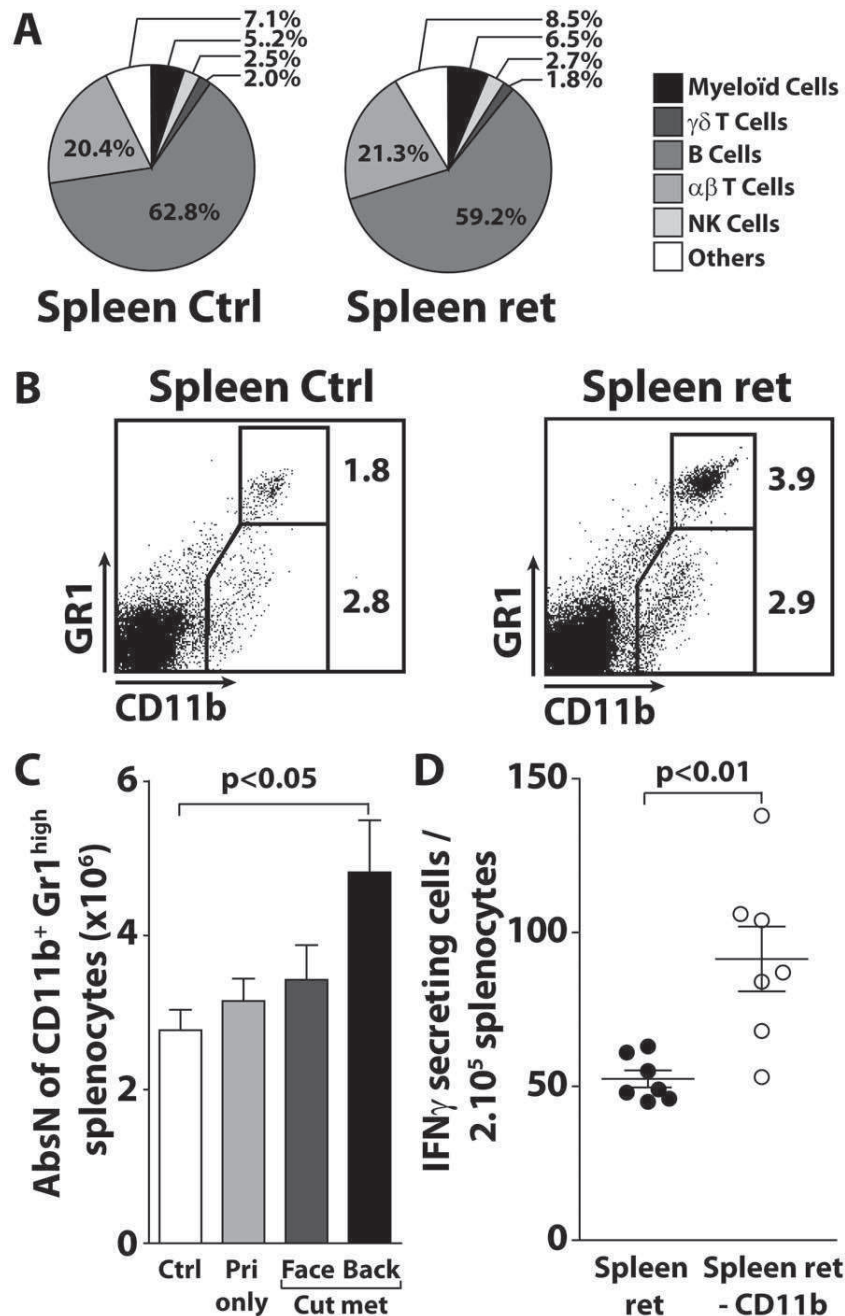 A
7.1%
5..2%
2.5%
2.0%
20.4%
62.8%
Spleen Ctrl
8.5%
6.5%
2.7%
1.8%
21.3%
59.2%
Spleen ret
Myeloïd Cells
γδ T Cells
B Cells
αβ T Cells
NK Cells
Others
B
Spleen Ctrl
1.8
2.8
GR1
CD11b
Spleen ret
3.9
2.9
GR1
CD11b
C
AbsN of CD11b⁺ Gr1ʰⁱᵍʰ
splenocytes (x10⁶)
6
4
2
0
p<0.05
Ctrl
Pri
only
Face
Back
Cut met
D
IFNγ secreting cells /
2.10⁵ splenocytes
150
100
50
0
p<0.01
Spleen
ret
Spleen ret
- CD11b